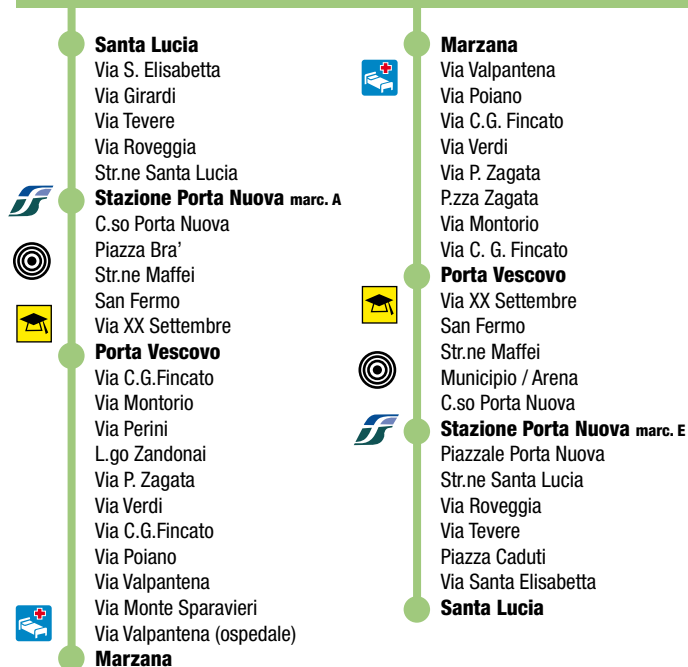 Santa Lucia
Via S. Elisabetta
Via Girardi
Via Tevere
Via Roveggia
Str.ne Santa Lucia
Stazione Porta Nuova marc. A
C.so Porta Nuova
Piazza Bra’
Str.ne Maffei
San Fermo
Via XX Settembre
Porta Vescovo
Via C.G.Fincato
Via Montorio
Via Perini
L.go Zandonai
Via P. Zagata
Via Verdi
Via C.G.Fincato
Via Poiano
Via Valpantena
Via Monte Sparavieri
Via Valpantena (ospedale)
Marzana
Marzana
Via Valpantena
Via Poiano
Via C.G. Fincato
Via Verdi
Via P. Zagata
P.zza Zagata
Via Montorio
Via C. G. Fincato
Porta Vescovo
Via XX Settembre
San Fermo
Str.ne Maffei
Municipio / Arena
C.so Porta Nuova
Stazione Porta Nuova marc. E
Piazzale Porta Nuova
Str.ne Santa Lucia
Via Roveggia
Via Tevere
Piazza Caduti
Via Santa Elisabetta
Santa Lucia